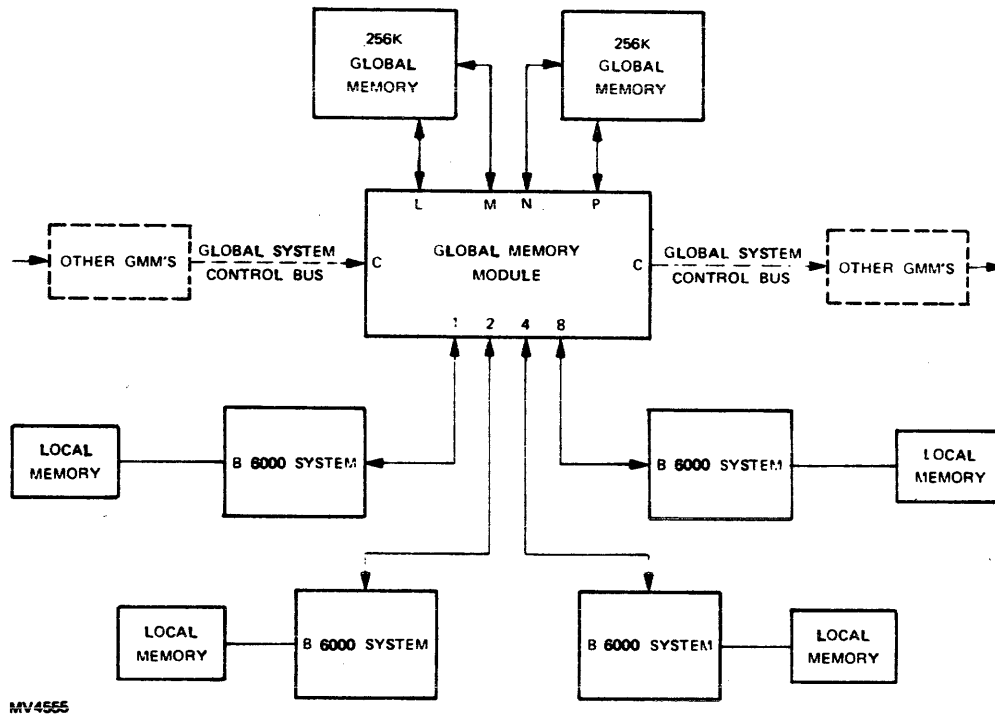 256K
GLOBAL
MEMORY
256K
GLOBAL
MEMORY
L M N P
OTHER GMM'S
GLOBAL SYSTEM
CONTROL BUS
C
GLOBAL MEMORY
MODULE
C
GLOBAL SYSTEM
CONTROL BUS
OTHER GMM'S
1 2 4 8
LOCAL
MEMORY
B 6000 SYSTEM
B 6000 SYSTEM
LOCAL
MEMORY
LOCAL
MEMORY
B 6000 SYSTEM
B 6000 SYSTEM
LOCAL
MEMORY
MV4555